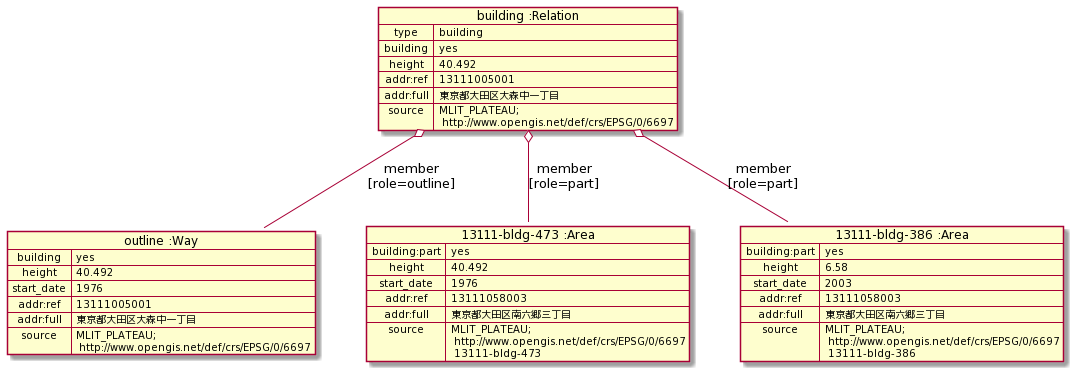 building :Relation
type building
building yes
height 40.492
addr:ref 13111005001
addr:full 東京都大田区大森中一丁目
source MLIT_PLATEAU;
http://www.opengis.net/def/crs/EPSG/0/6697
member
[role=outline]
member
[role=part]
member
[role=part]
outline :Way
building yes
height 40.492
start_date 1976
addr:ref 13111005001
addr:full 東京都大田区大森中一丁目
source MLIT_PLATEAU;
http://www.opengis.net/def/crs/EPSG/0/6697
13111-bldg-473 :Area
building:part yes
height 40.492
start_date 1976
addr:ref 13111058003
addr:full 東京都大田区南六郷三丁目
source MLIT_PLATEAU;
http://www.opengis.net/def/crs/EPSG/0/6697
13111-bldg-473
13111-bldg-386 :Area
building:part yes
height 6.58
start_date 2003
addr:ref 13111058003
addr:full 東京都大田区南六郷三丁目
source MLIT_PLATEAU;
http://www.opengis.net/def/crs/EPSG/0/6697
13111-bldg-386